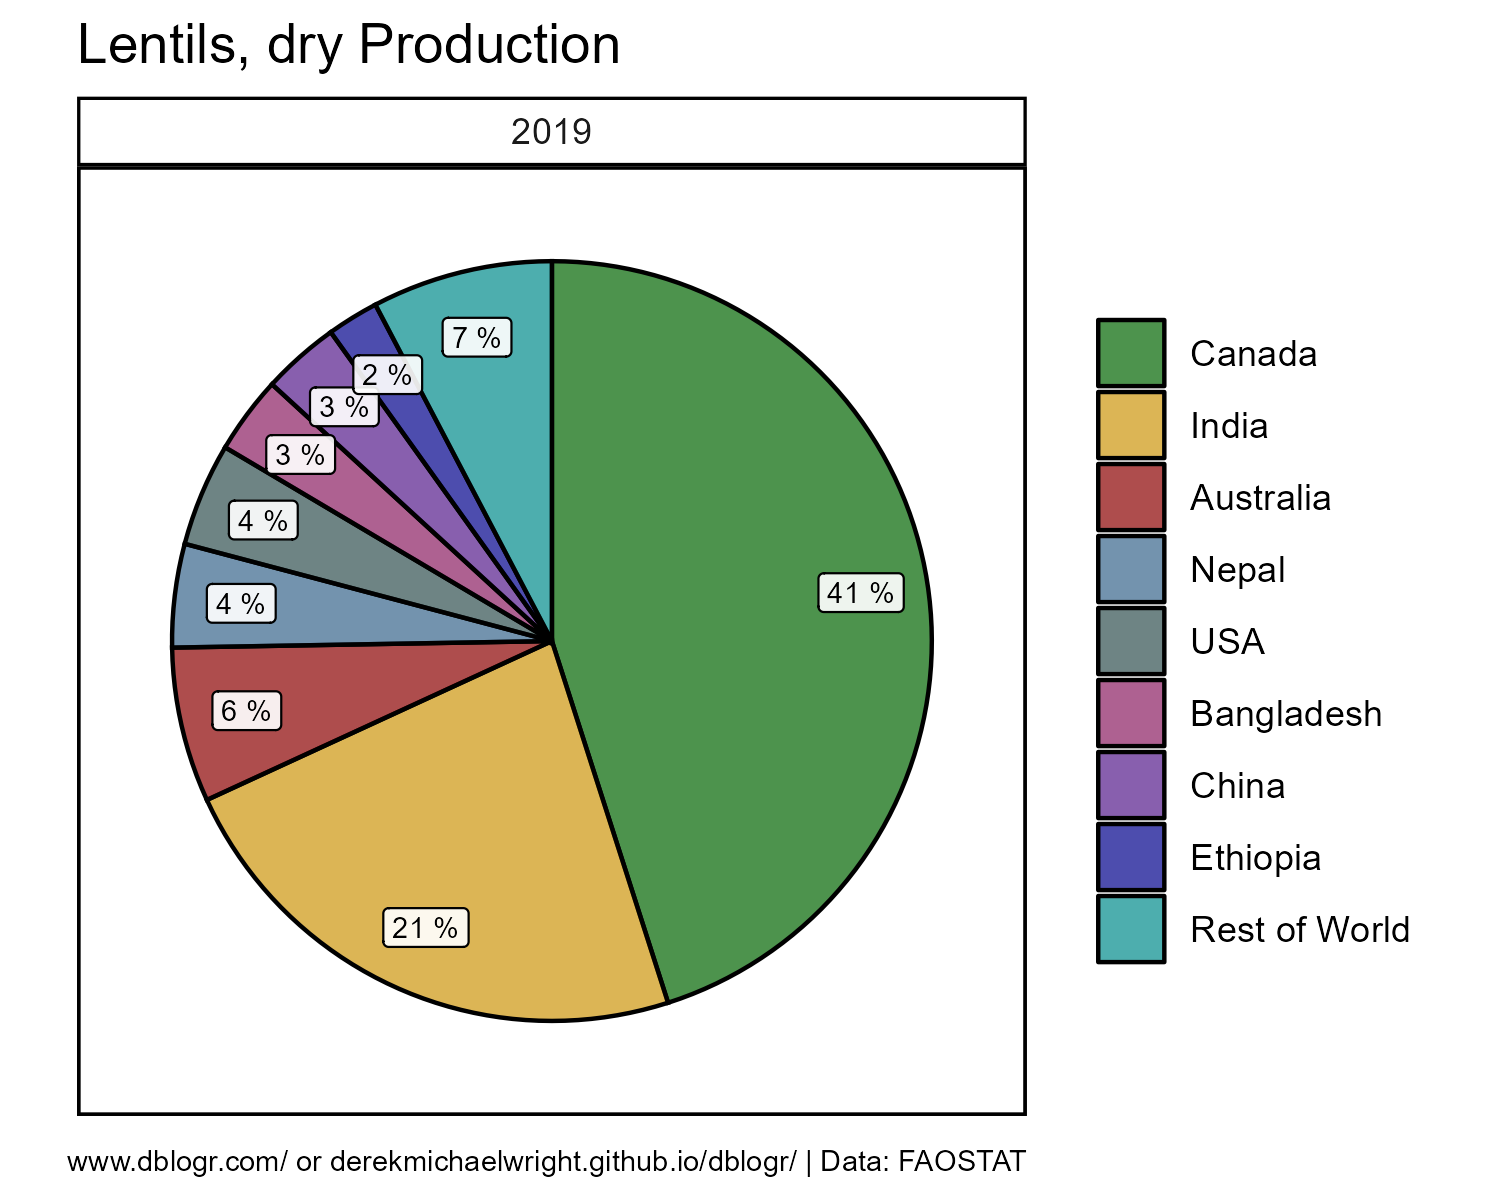 Lentils, dry Production
2019
7 %
2 %
3 %
3 %
4 %
4 %
41 %
6 %
21 %
Canada
India
Australia
Nepal
USA
Bangladesh
China
Ethiopia
Rest of World
www.dblogr.com/ or derekmichaelwright.github.io/dblogr/ | Data: FAOSTAT